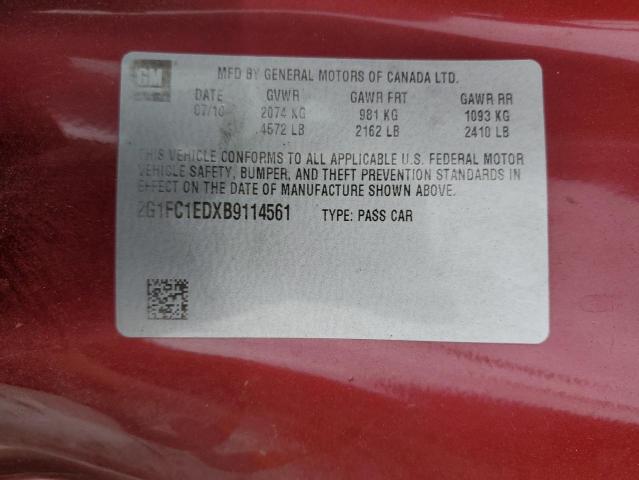 GM MFD BY GENERAL MOTORS OF CANADA LTD.
DATE GVWR GAWR FRT GAWR RR
07/10 2074 KG 981 KG 1093 KG
4572 LB 2162 LB 2410 LB
THIS VEHICLE CONFORMS TO ALL APPLICABLE U.S. FEDERAL MOTOR
VEHICLE SAFETY, BUMPER, AND THEFT PREVENTION STANDARDS IN
EFFECT ON THE DATE OF MANUFACTURE SHOWN ABOVE.
2G1FC1EDXB9114561 TYPE: PASS CAR